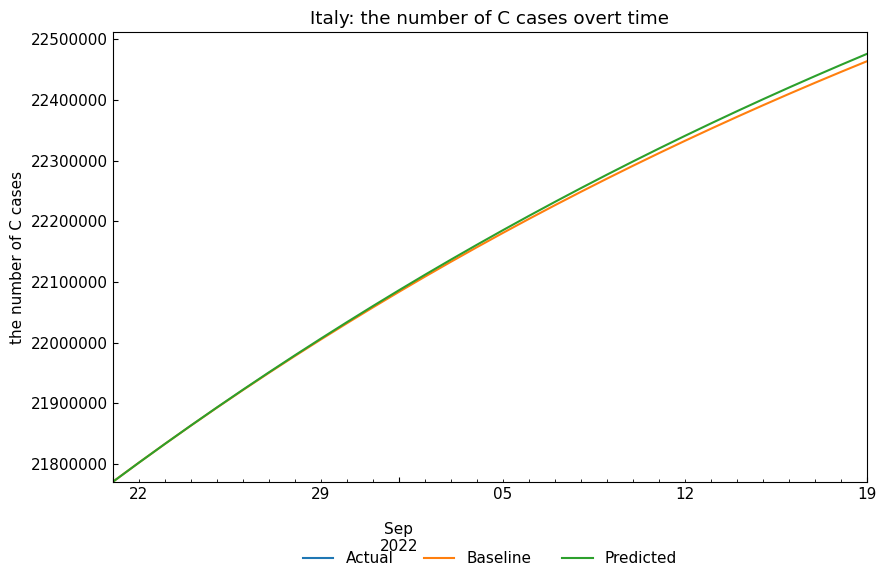 Italy: the number of C cases overt time
the number of C cases
22500000
22400000
22300000
22200000
22100000
22000000
21900000
21800000
22 29 05 12 19
Sep
2022
Actual Baseline Predicted